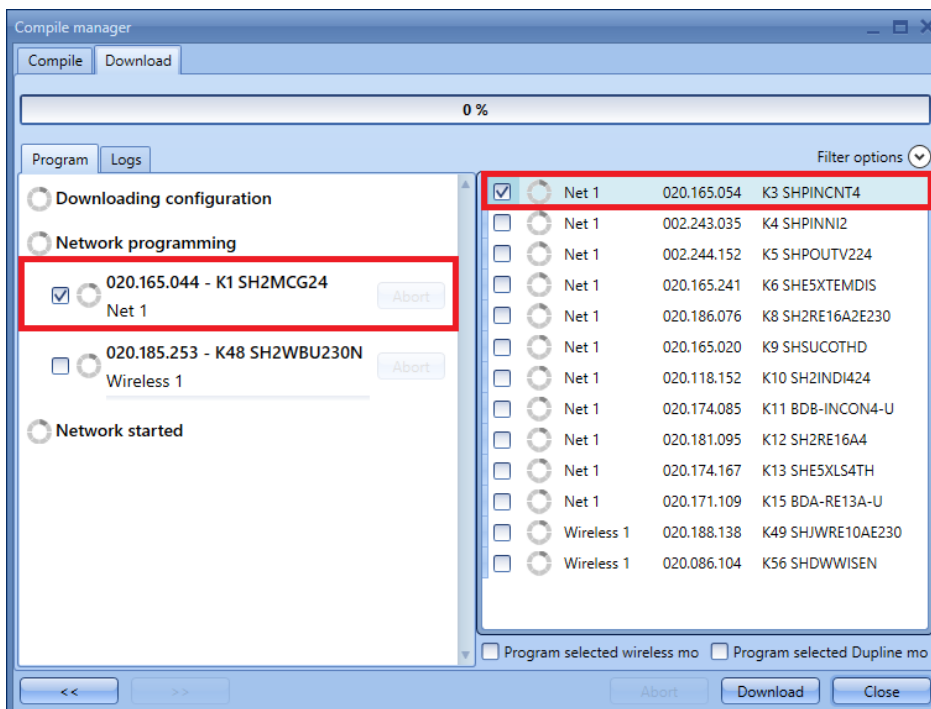 Compile manager
Compile Download
0 %
Program Logs
Filter options
Downloading configuration
Network programming
020.165.044 - K1 SH2MCG24
Net 1
Abort
020.185.253 - K48 SH2WBU230N
Wireless 1
Abort
Network started
Net 1 020.165.054 K3 SHPINCNT4
Net 1 002.243.035 K4 SHPINNI2
Net 1 002.244.152 K5 SHPOUTV224
Net 1 020.165.241 K6 SHE5XTEMDIS
Net 1 020.186.076 K8 SH2RE16A2E230
Net 1 020.165.020 K9 SHSUCOTHD
Net 1 020.118.152 K10 SH2INDI424
Net 1 020.174.085 K11 BDB-INCON4-U
Net 1 020.181.095 K12 SH2RE16A4
Net 1 020.174.167 K13 SHE5XLS4TH
Net 1 020.171.109 K15 BDA-RE13A-U
Wireless 1 020.188.138 K49 SHJWRE10AE230
Wireless 1 020.086.104 K56 SHDWWISEN
Program selected wireless mo Program selected Dupline mo
<< >> Abort Download Close